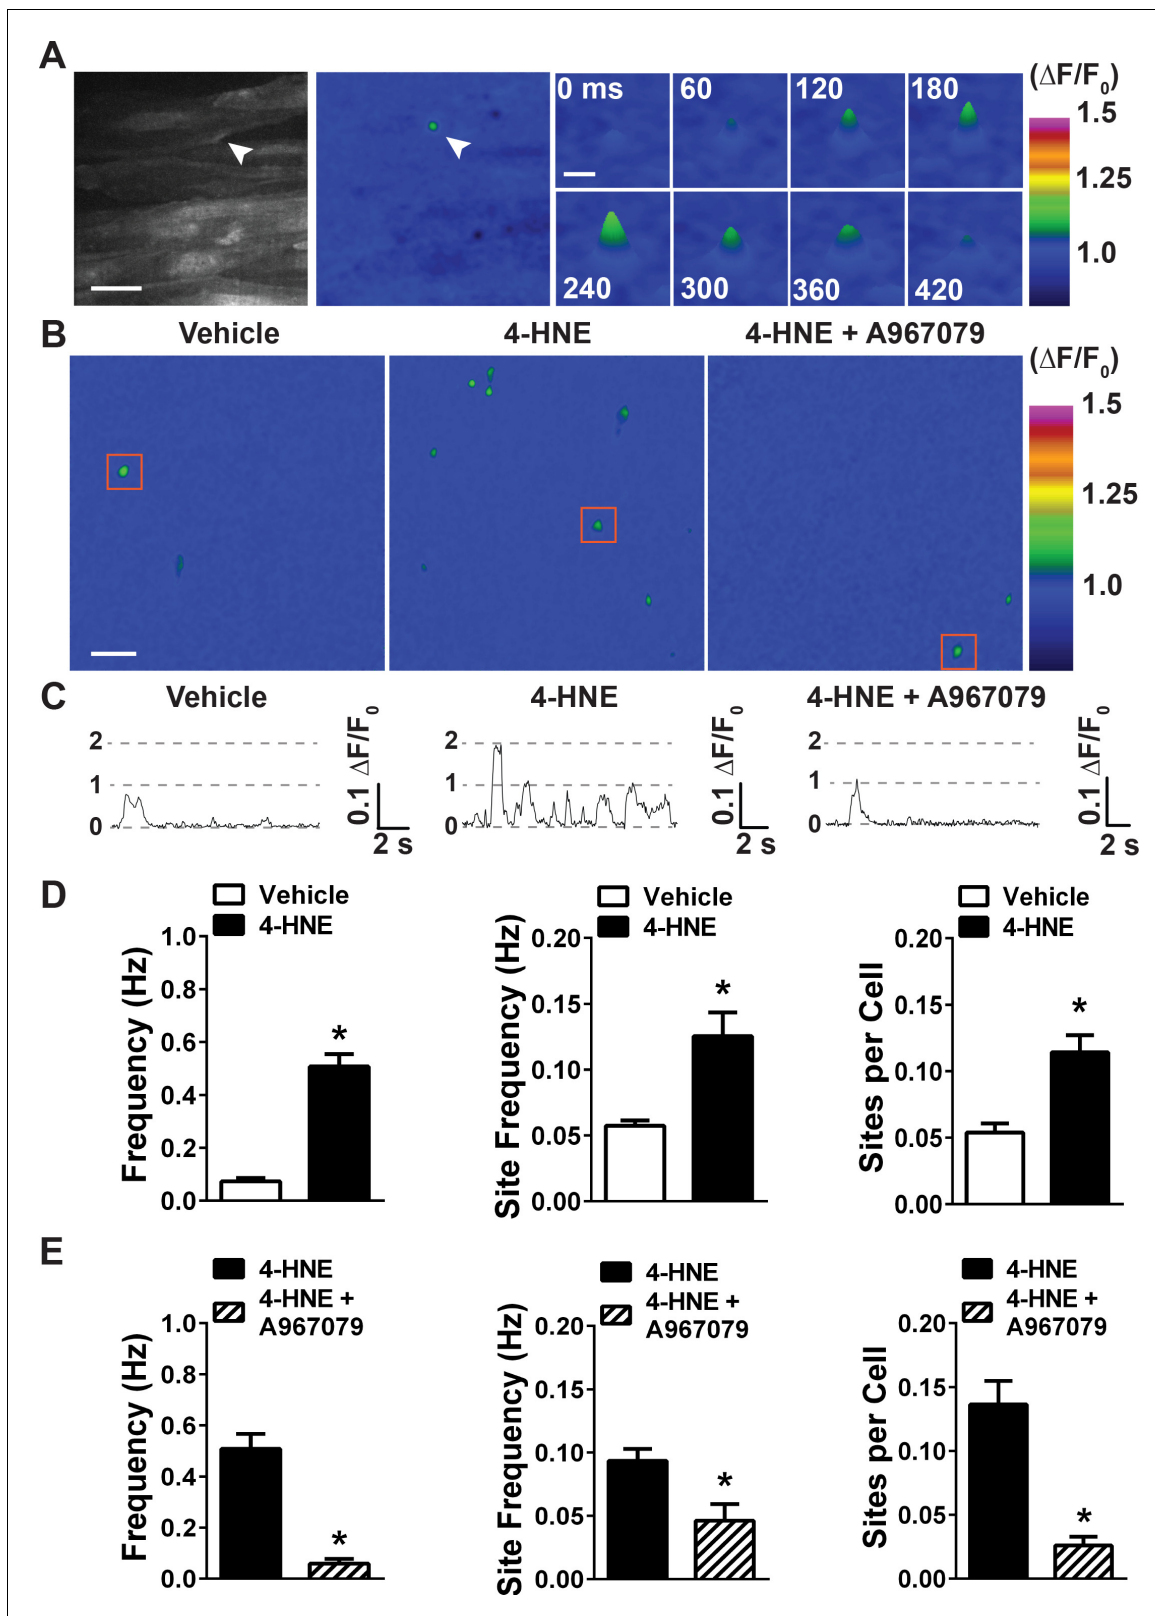 A
(ΔF/F0)
0 ms 60 120 180
1.5
1.25
1.0
240 300 360 420
B Vehicle 4-HNE 4-HNE + A967079
(ΔF/F0)
1.5
1.25
1.0
C Vehicle 4-HNE 4-HNE + A967079
2
1
0
0.1 ΔF/F0
2 s
2
1
0
0.1 ΔF/F0
2 s
2
1
0
0.1 ΔF/F0
2 s
D
Vehicle
4-HNE
Frequency (Hz)
1.0
0.8
0.6
0.4
0.2
0.0
*
Vehicle
4-HNE
Site Frequency (Hz)
0.20
0.15
0.10
0.05
0.00
*
Vehicle
4-HNE
Sites per Cell
0.20
0.15
0.10
0.05
0.00
*
E
4-HNE
4-HNE +
A967079
Frequency (Hz)
1.0
0.8
0.6
0.4
0.2
0.0
*
4-HNE
4-HNE +
A967079
Site Frequency (Hz)
0.20
0.15
0.10
0.05
0.00
*
4-HNE
4-HNE +
A967079
Sites per Cell
0.20
0.15
0.10
0.05
0.00
*